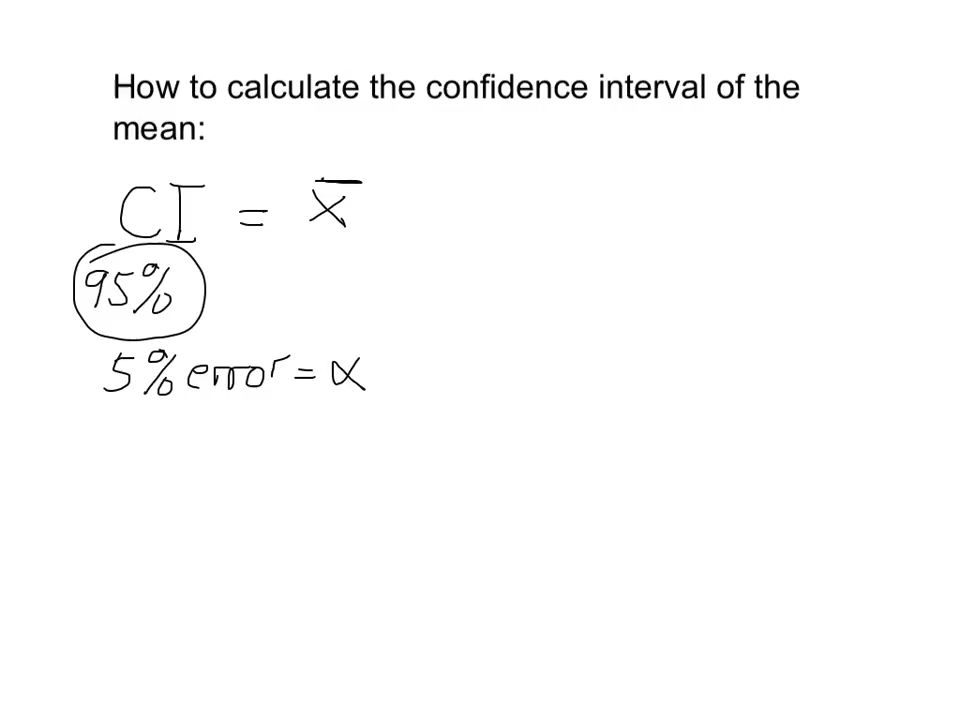 How to calculate the confidence interval of the
mean:
CI = x̄
95%
5% error = α